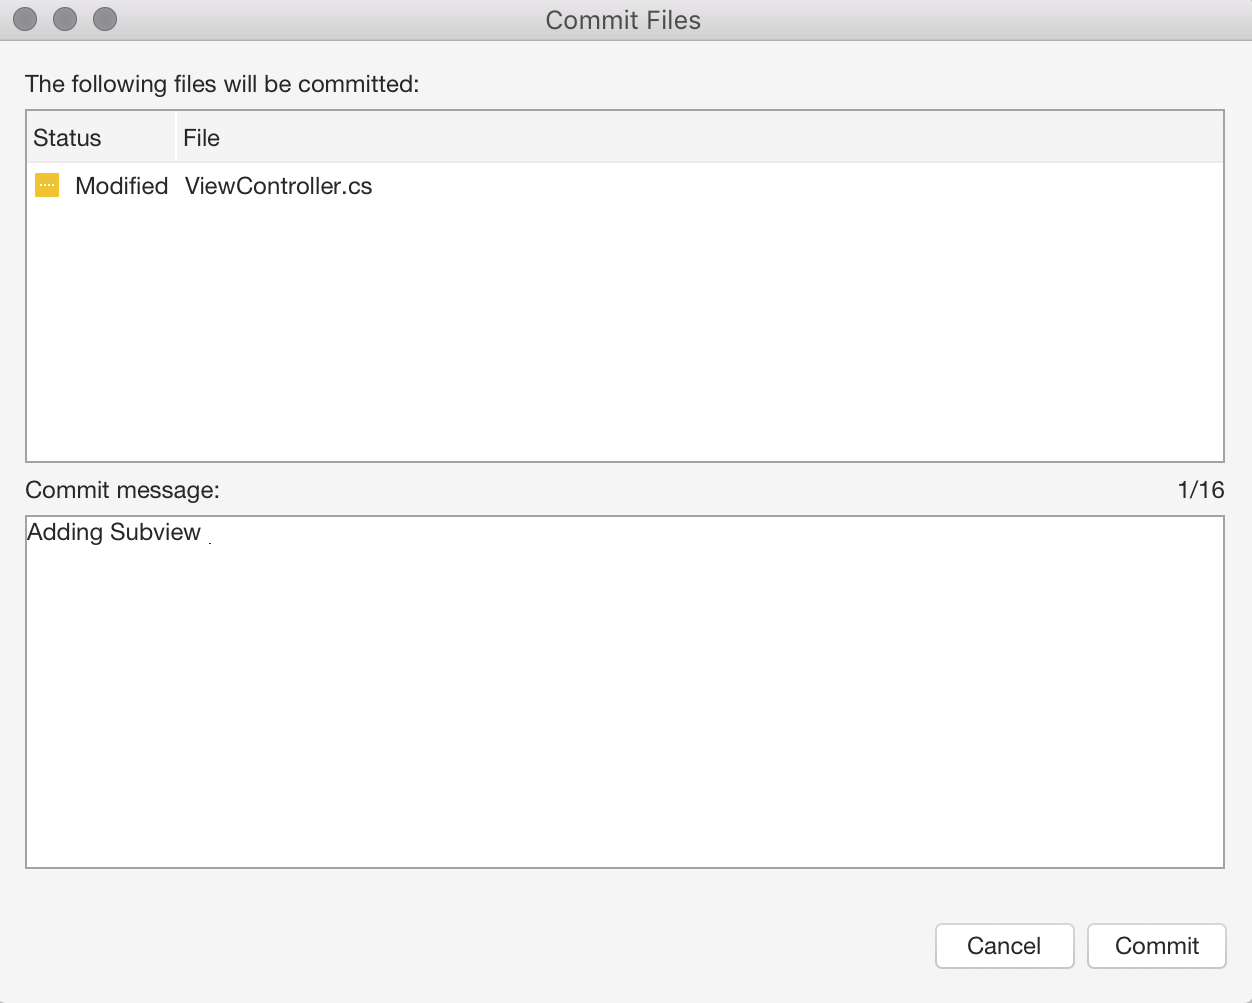 Commit Files
The following files will be committed:
Status File
Modified ViewController.cs
Commit message: 1/16
Adding Subview
Cancel Commit